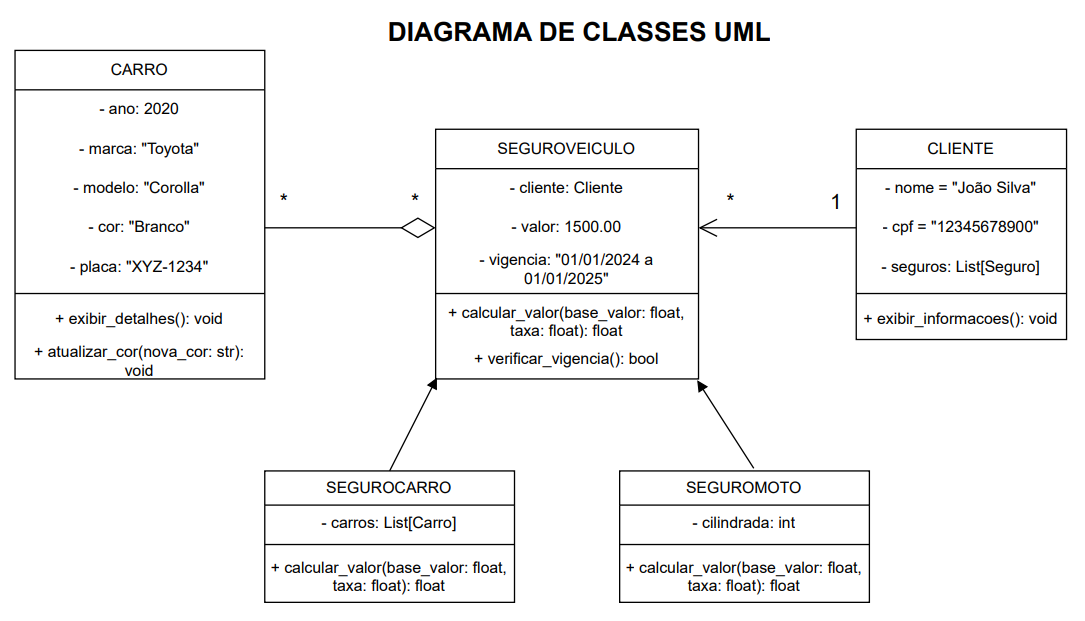 DIAGRAMA DE CLASSES UML
CARRO
- ano: 2020
- marca: "Toyota"
- modelo: "Corolla"
- cor: "Branco"
- placa: "XYZ-1234"
+ exibir_detalhes(): void
+ atualizar_cor(nova_cor: str):
void
*
*
SEGUROVEICULO
- cliente: Cliente
- valor: 1500.00
- vigencia: "01/01/2024 a
01/01/2025"
+ calcular_valor(base_valor: float,
taxa: float): float
+ verificar_vigencia(): bool
*
1
CLIENTE
- nome = "João Silva"
- cpf = "12345678900"
- seguros: List[Seguro]
+ exibir_informacoes(): void
SEGUROCARRO
- carros: List[Carro]
+ calcular_valor(base_valor: float,
taxa: float): float
SEGUROMOTO
- cilindrada: int
+ calcular_valor(base_valor: float,
taxa: float): float